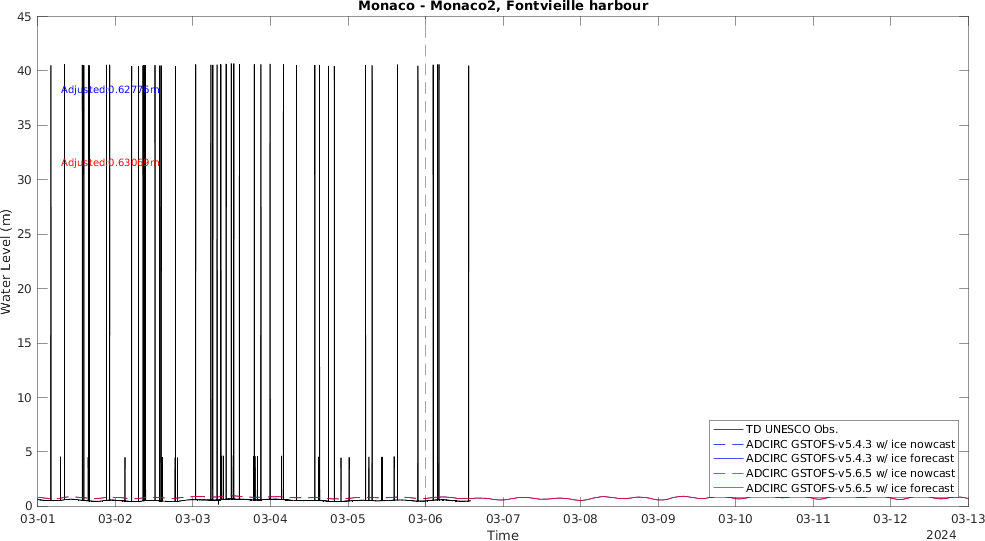 Monaco - Monaco2, Fontvieille harbour
45
40
35
30
25
20
15
10
5
0
Water Level (m)
Adjusted:0.62775m
Adjusted:0.63059m
TD UNESCO Obs.
ADCIRC GSTOFS-v5.4.3 w/ ice nowcast
ADCIRC GSTOFS-v5.4.3 w/ ice forecast
ADCIRC GSTOFS-v5.6.5 w/ ice nowcast
ADCIRC GSTOFS-v5.6.5 w/ ice forecast
03-01 03-02 03-03 03-04 03-05 03-06 03-07 03-08 03-09 03-10 03-11 03-12 03-13
Time
2024